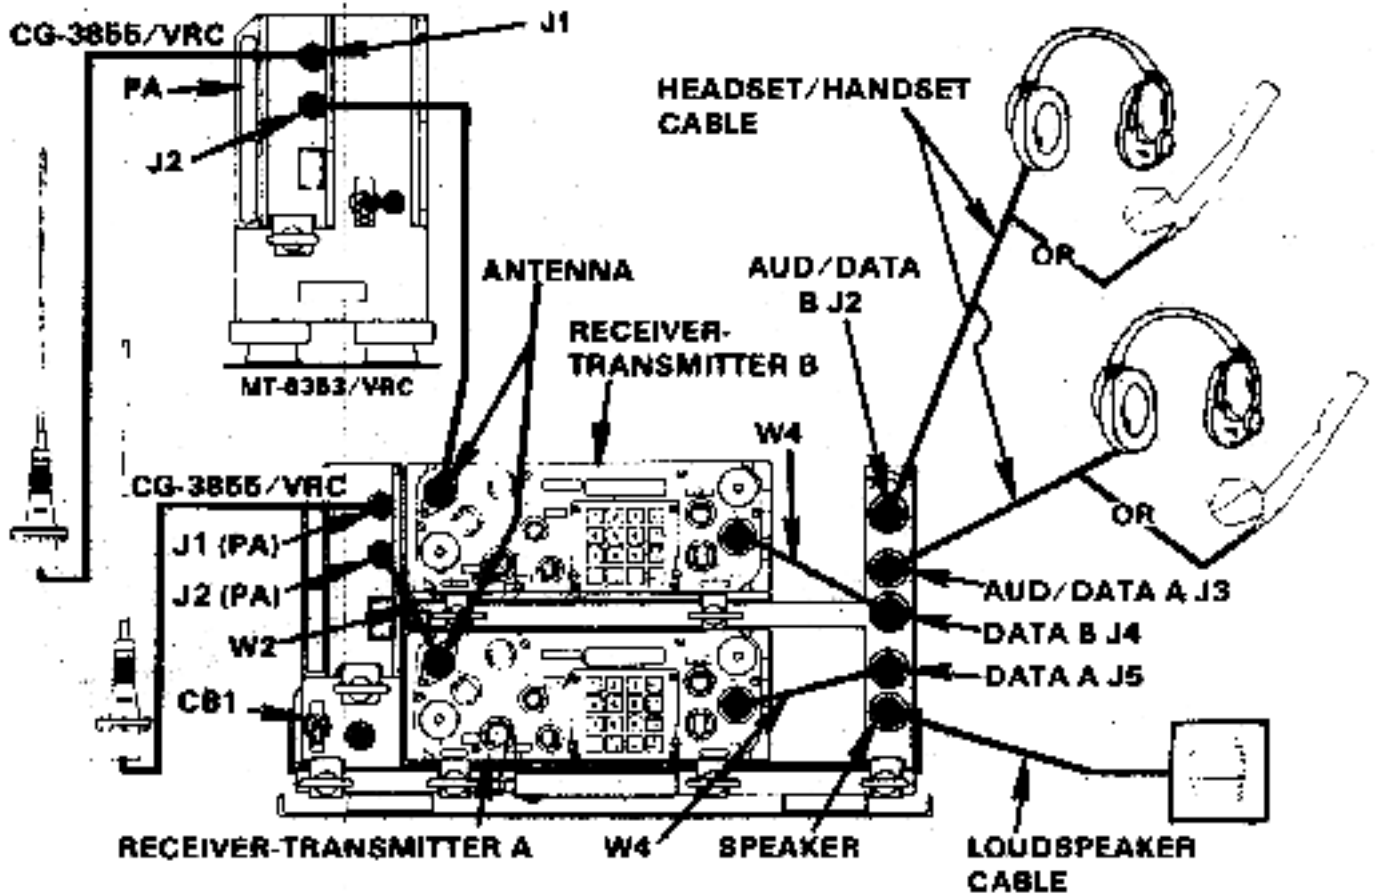 CG-3855/VRC
J1
PA
J2
HEADSET/HANDSET
CABLE
OR
ANTENNA
AUD/DATA
B J2
RECEIVER-
TRANSMITTER B
MT-6353/VRC
W4
CG-3855/VRC
OR
J1 (PA)
J2 (PA)
AUD/DATA A J3
W2
DATA B J4
DATA A J5
CB1
RECEIVER-TRANSMITTER A
W4
SPEAKER
LOUDSPEAKER
CABLE